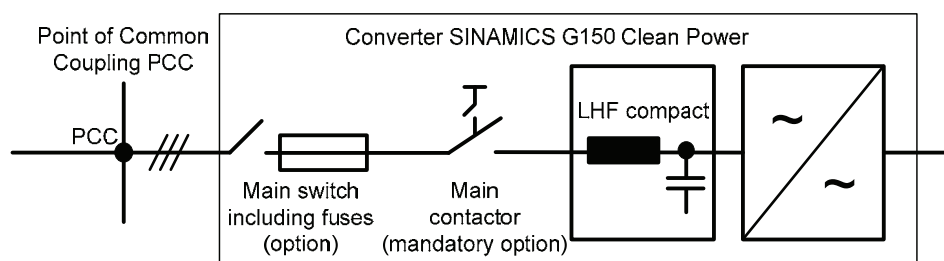 Point of Common
Coupling PCC
Converter SINAMICS G150 Clean Power
PCC
LHF compact
Main switch
including fuses
(option)
Main
contactor
(mandatory option)
~
~